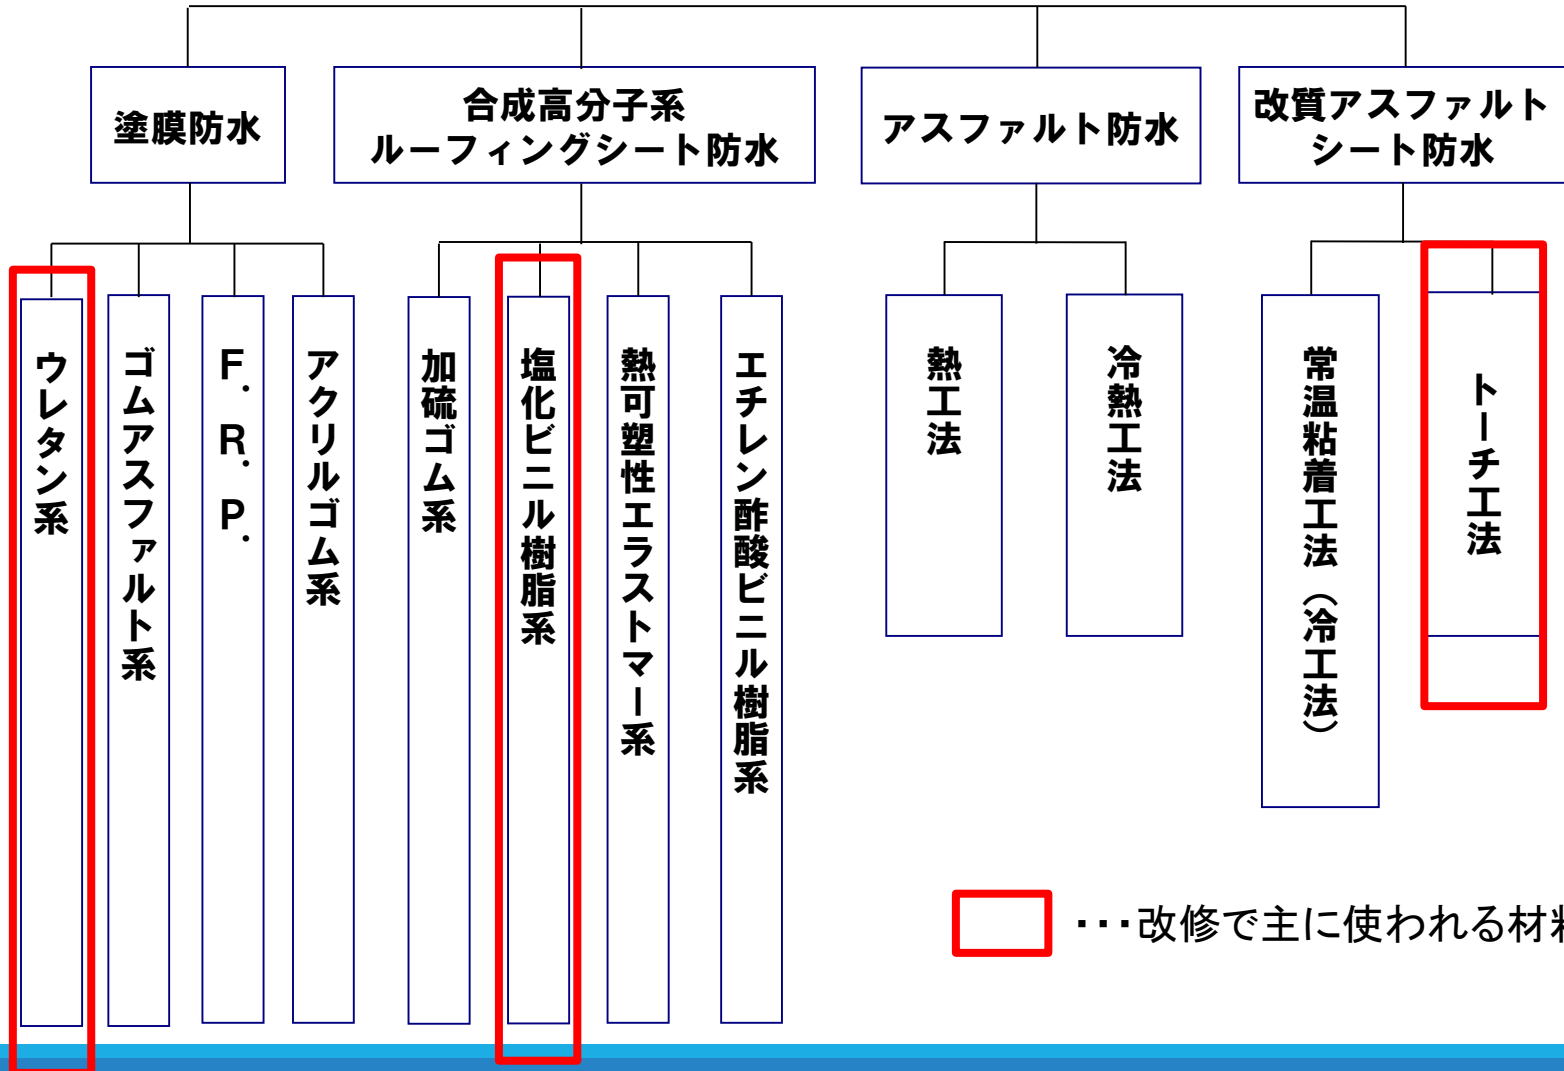 塗膜防水
合成高分子系
ルーフィングシート防水
アスファルト防水
改質アスファルト
シート防水
ウレタン系
ゴムアスファルト系
F．R．P．
アクリルゴム系
加硫ゴム系
塩化ビニル樹脂系
熱可塑性エラストマー系
エチレン酢酸ビニル樹脂系
熱工法
冷熱工法
常温粘着工法（冷工法）
トーチ工法
･･･改修で主に使われる材料